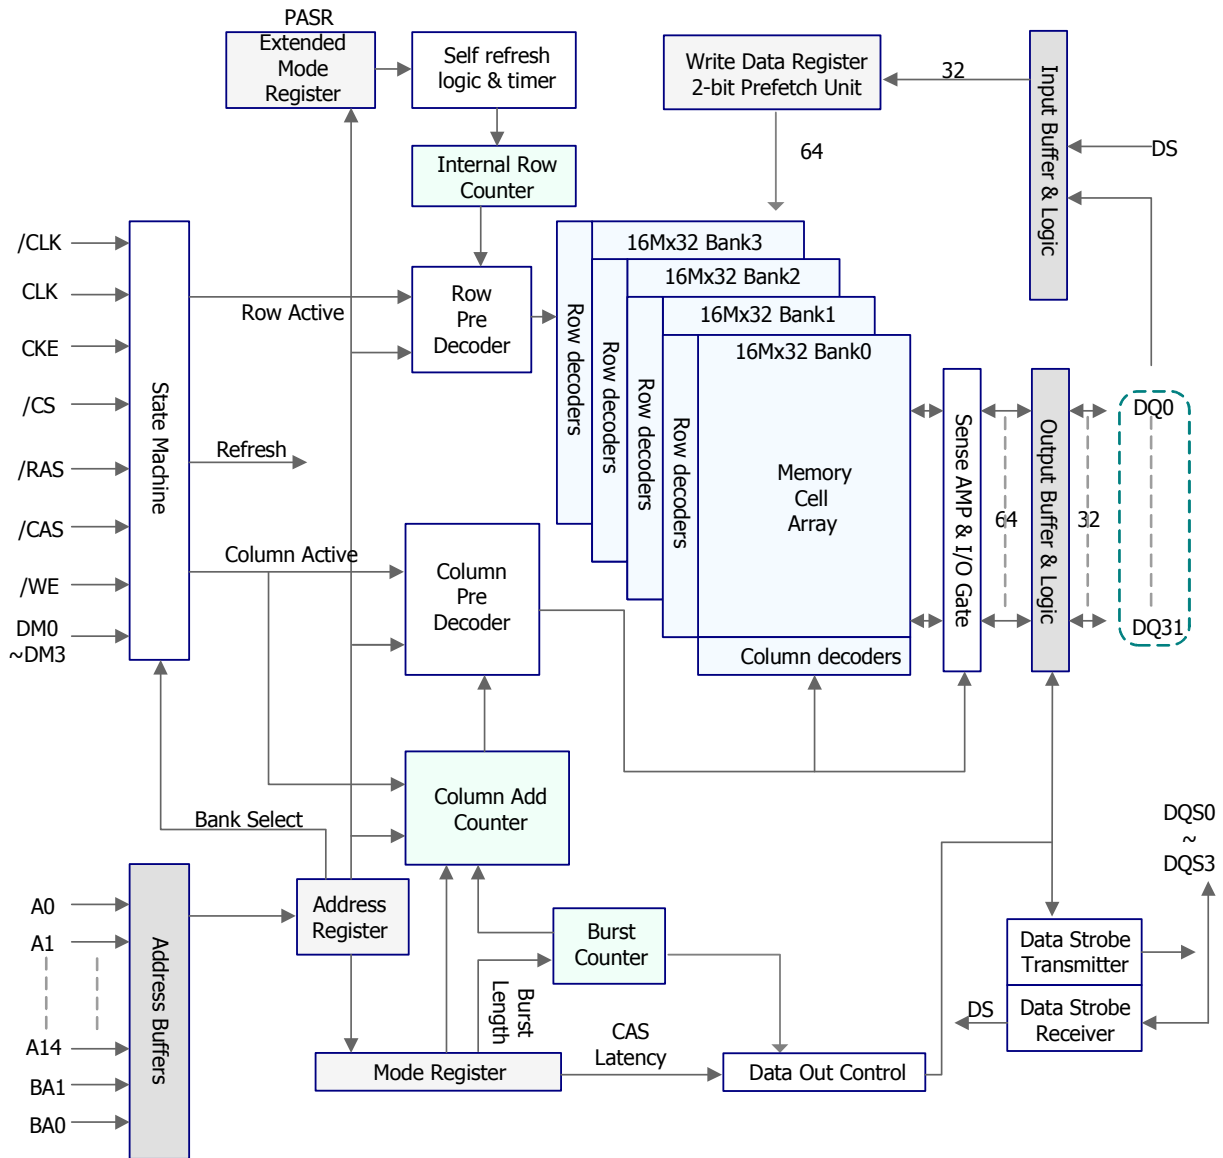 PASR
Extended
Mode
Register
Self refresh
logic & timer
Write Data Register
2-bit Prefetch Unit
32
Input Buffer & Logic
DS
64
Internal Row
Counter
/CLK
CLK
CKE
/CS
/RAS
/CAS
/WE
DM0
~DM3
State Machine
Row Active
Refresh
Column Active
Row
Pre
Decoder
Row decoders
Row decoders
Row decoders
Row decoders
16Mx32 Bank3
16Mx32 Bank2
16Mx32 Bank1
16Mx32 Bank0
Memory
Cell
Array
Column decoders
Sense AMP & I/O Gate
64
Output Buffer & Logic
32
DQ0
DQ31
Column
Pre
Decoder
Bank Select
Column Add
Counter
A0
A1
A14
BA1
BA0
Address Buffers
Address
Register
Burst
Length
Burst
Counter
Mode Register
CAS
Latency
Data Out Control
DQS0
~
DQS3
Data Strobe
Transmitter
DS
Data Strobe
Receiver